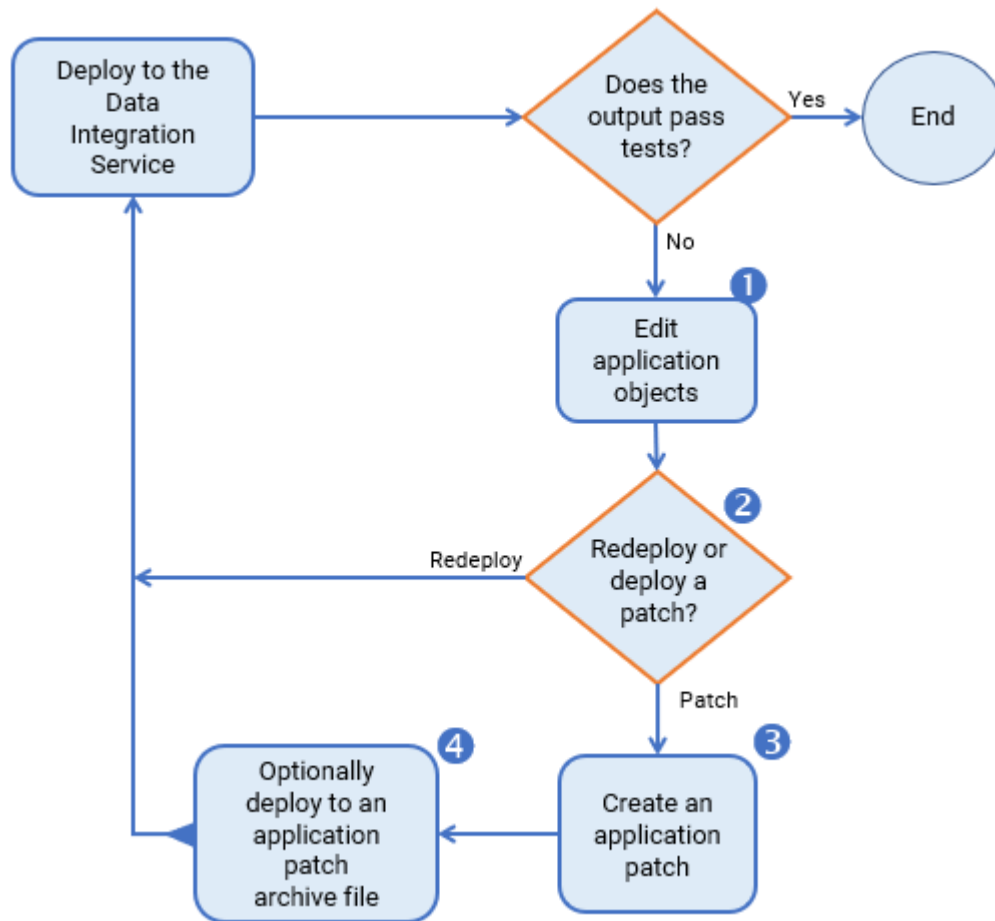 Deploy to the
Data
Integration
Service
Does the
output pass
tests?
Yes
End
No
1
Edit
application
objects
2
Redeploy or
deploy a
patch?
Redeploy
Patch
3
Create an
application
patch
4
Optionally
deploy to an
application
patch
archive file